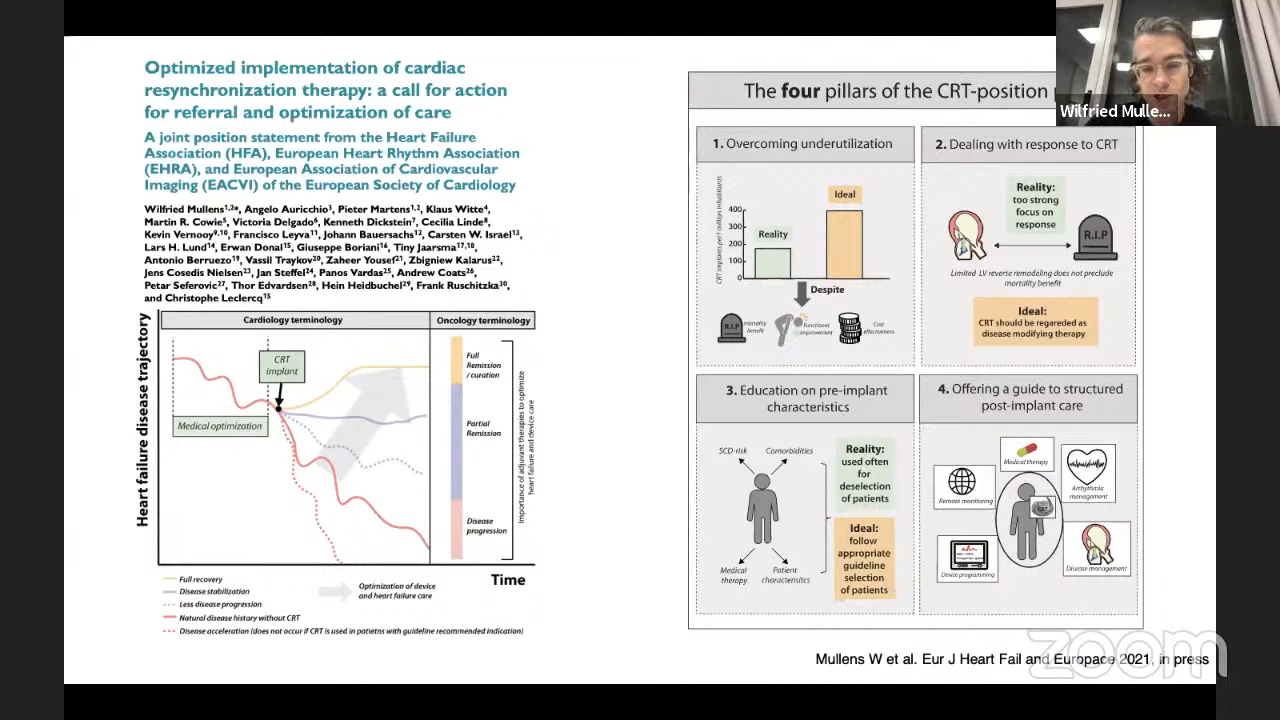 Optimized implementation of cardiac
resynchronization therapy: a call for action
for referral and optimization of care
A joint position statement from the Heart Failure
Association (HFA), European Heart Rhythm Association
(EHRA), and European Association of Cardiovascular
Imaging (EACVI) of the European Society of Cardiology
Wilfried Mullens1,2*, Angelo Auricchio3, Pieter Martens1,2, Klaus Witte4,
Martin R. Cowie5, Victoria Delgado6, Kenneth Dickstein7, Cecilia Linde8,
Kevin Vernooy9,10, Francisco Leyva11, Johann Bauersachs12, Carsten W. Israel13,
Lars H. Lund14, Erwan Donal15, Giuseppe Boriani16, Tiny Jaarsma17,18,
Antonio Berruezo19, Vassil Traykov20, Zaheer Yousef21, Zbigniew Kalarus22,
Jens Cosedis Nielsen23, Jan Steffel24, Panos Vardas25, Andrew Coats26,
Petar Seferovic27, Thor Edvardsen28, Hein Heidbuchel29, Frank Ruschitzka30,
and Christophe Leclercq15
Heart failure disease trajectory
Cardiology terminology
Oncology terminology
CRT
implant
Medical optimization
Full
Remission
/ curation
Partial
Remission
Disease
progression
Importance of adjuvant therapies to optimize
heart failure and device care
Time
Full recovery
Disease stabilization
Less disease progression
Natural disease history without CRT
Disease acceleration (does not occur if CRT is used in patietns with guideline recommended indication)
Optimization of device
and heart failure care
The four pillars of the CRT-position
Wilfried Mulle...
1. Overcoming underutilization
CRT implants per 1 million inhabitants
400
300
200
100
0
Reality
Ideal
Despite
R.I.P
mortality
benefit
Functional
improvement
Cost
effectiveness
2. Dealing with response to CRT
Reality:
too strong
focus on
response
R.I.P
Limited LV reverse remodeling does not preclude
mortality benefit
Ideal:
CRT should be regarded as
disease modifying therapy
3. Education on pre-implant
characteristics
SCD-risk
Comorbidities
Medical
therapy
Patient
characterisitcs
Reality:
used often
for
deselection
of patients
Ideal:
follow
appropriate
guideline
selection
of patients
4. Offering a guide to structured
post-implant care
Medical therapy
Remote monitoring
Arrhythmia
management
CRT
Device programming
Disease management
zoom
Mullens W et al. Eur J Heart Fail and Europace 2021, in press